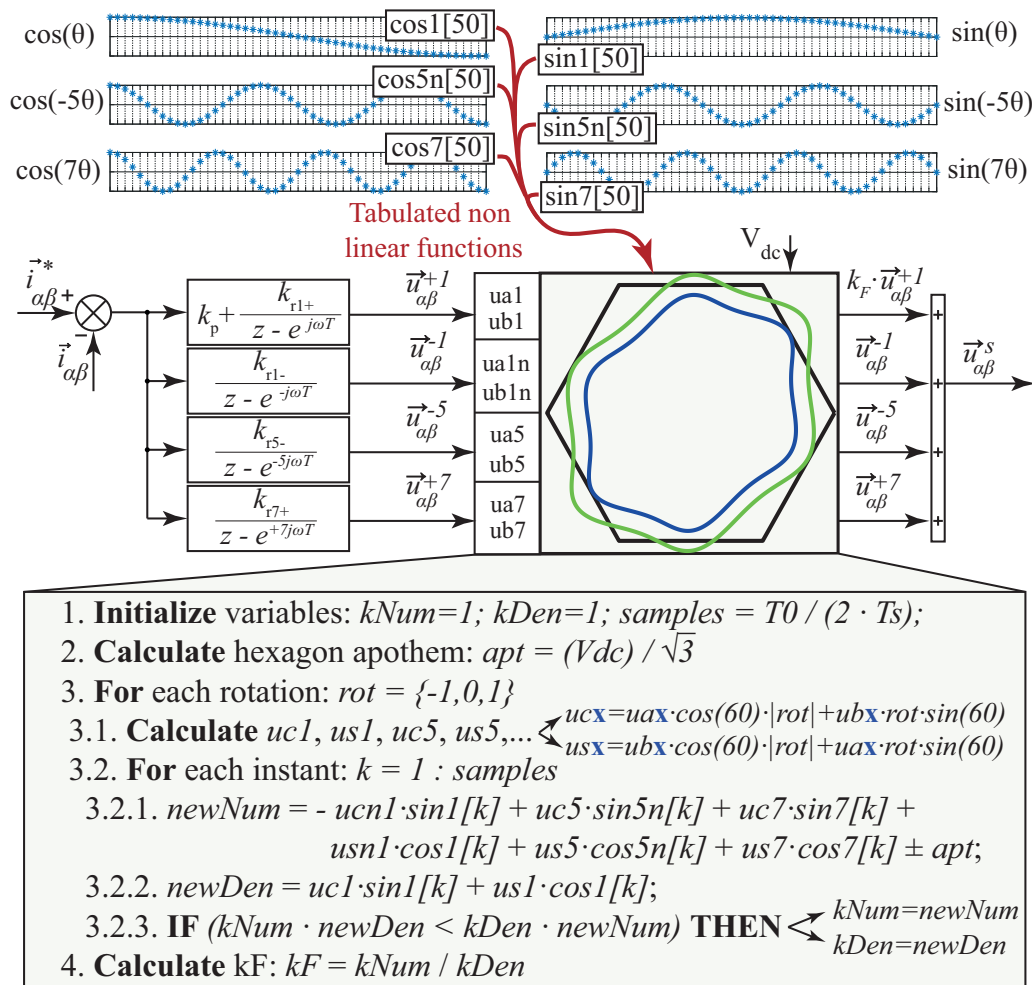 cos(θ)
cos1[50]
sin1[50]
sin(θ)
cos(-5θ)
cos5n[50]
sin5n[50]
sin(-5θ)
cos(7θ)
cos7[50]
sin7[50]
sin(7θ)
Tabulated non
linear functions
V_dc
i⃗*_αβ
+
-
i⃗_αβ
k_p + k_r1+ / (z - e^{jωT})
k_r1- / (z - e^{-jωT})
k_r5- / (z - e^{-5jωT})
k_r7+ / (z - e^{+7jωT})
u⃗_αβ^{+1}
u⃗_αβ^{-1}
u⃗_αβ^{-5}
u⃗_αβ^{+7}
ua1
ub1
ua1n
ub1n
ua5
ub5
ua7
ub7
k_F·u⃗_αβ^{+1}
u⃗_αβ^{-1}
u⃗_αβ^{-5}
u⃗_αβ^{+7}
+
+
+
+
u⃗_αβ^s
1. Initialize variables: kNum=1; kDen=1; samples = T0 / (2 · Ts);
2. Calculate hexagon apothem: apt = (Vdc) / √3
3. For each rotation: rot = {-1,0,1}
3.1. Calculate uc1, us1, uc5, us5,...
ucx=uax·cos(60)·|rot|+ubx·rot·sin(60)
usx=ubx·cos(60)·|rot|+uax·rot·sin(60)
3.2. For each instant: k = 1 : samples
3.2.1. newNum = - ucn1·sin1[k] + uc5·sin5n[k] + uc7·sin7[k] +
usn1·cos1[k] + us5·cos5n[k] + us7·cos7[k] ± apt;
3.2.2. newDen = uc1·sin1[k] + us1·cos1[k];
3.2.3. IF (kNum · newDen < kDen · newNum) THEN
kNum=newNum
kDen=newDen
4. Calculate kF: kF = kNum / kDen